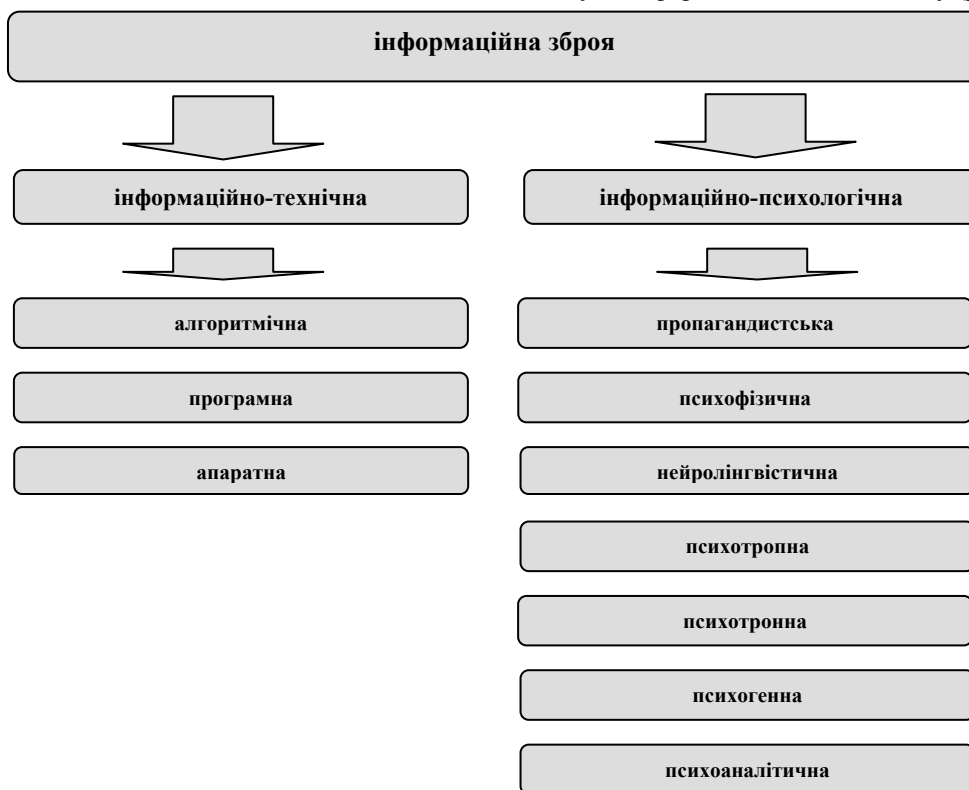 інформаційна зброя
інформаційно-технічна
інформаційно-психологічна
алгоритмічна
пропагандистська
програмна
психофізична
апаратна
нейролінгвістична
психотропна
психотронна
психогенна
психоаналітична